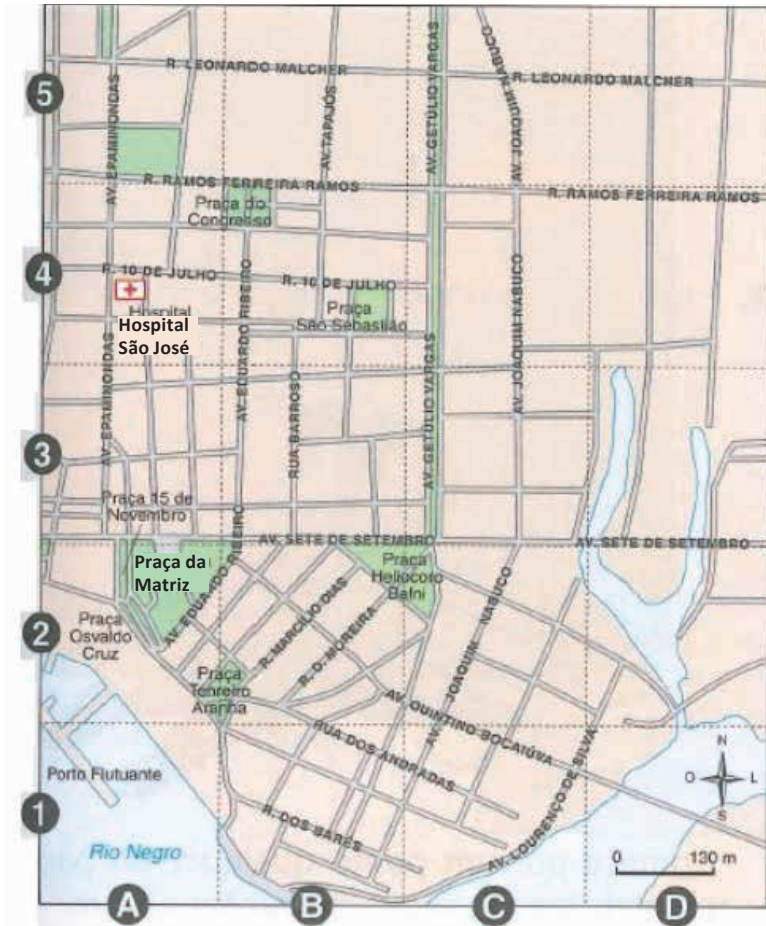 R. LEONARDO MALCHER
R. LEONARDO MALCHER
5
AV. EPAMINONDAS
AV. TAPAJÓS
AV. GETÚLIO VARGAS
AV. JOAQUIM NABUCO
R. RAMOS FERREIRA RAMOS
R. RAMOS FERREIRA RAMOS
Praça do
Congresso
4
R. 10 DE JULHO
R. 10 DE JULHO
Hospital
Hospital
São José
Praça
São Sebastião
AV. EDUARDO RIBEIRO
AV. JOAQUIM NABUCO
AV. EPAMINONDAS
RUA BARROSO
AV. GETÚLIO VARGAS
3
Praça 15 de
Novembro
AV. SETE DE SETEMBRO
AV. SETE DE SETEMBRO
Praça da
Matriz
AV. EDUARDO RIBEIRO
Praça
Heliocoro
Balni
2
Praça
Osvaldo
Cruz
R. MARCÍLIO DIAS
R. D. MOREIRA
AV. JOAQUIM NABUCO
Praça
Tenreiro
Aranha
AV. QUINTINO BOCAIÚVA
RUA DOS ANDRADAS
Porto Flutuante
1
R. DOS BARÉS
AV. LOURENÇO DE SILVA
Rio Negro
N
O
L
S
0 130 m
A
B
C
D